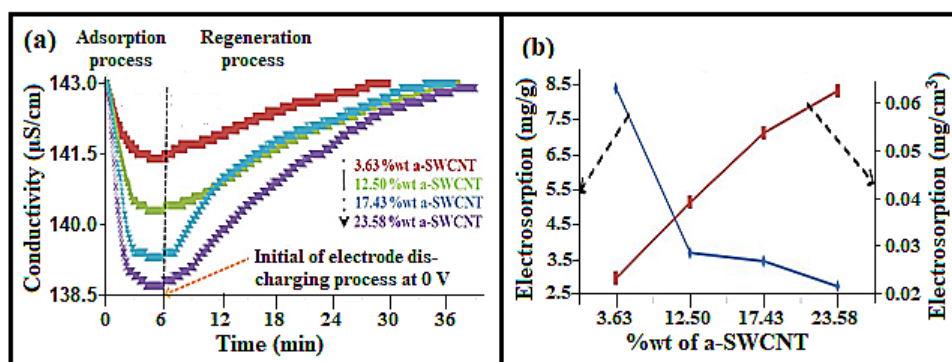 (a)
Adsorption
process
Regeneration
process
143.0
141.5
140.0
138.5
Conductivity (µS/cm)
3.63 %wt a-SWCNT
12.50 %wt a-SWCNT
17.43 %wt a-SWCNT
23.58 %wt a-SWCNT
Initial of electrode dis-
charging process at 0 V
0 6 12 18 24 30 36
Time (min)
(b)
Electrosorption (mg/g)
8.5
7.5
6.5
5.5
4.5
3.5
2.5
0.06
0.05
0.04
0.03
0.02
Electrosorption (mg/cm³)
3.63 12.50 17.43 23.58
%wt of a-SWCNT